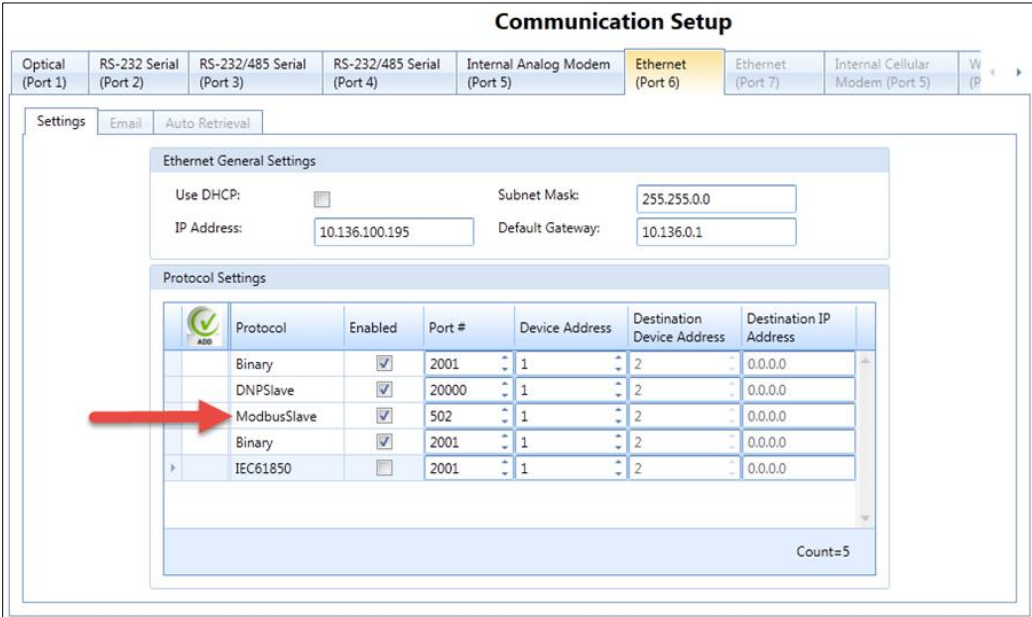 Communication Setup
Optical (Port 1)
RS-232 Serial (Port 2)
RS-232/485 Serial (Port 3)
RS-232/485 Serial (Port 4)
Internal Analog Modem (Port 5)
Ethernet (Port 6)
Ethernet (Port 7)
Internal Cellular Modem (Port 5)
W (P
Settings Email Auto Retrieval
Ethernet General Settings
Use DHCP: Subnet Mask: 255.255.0.0
IP Address: 10.136.100.195 Default Gateway: 10.136.0.1
Protocol Settings
ADD Protocol Enabled Port # Device Address Destination Device Address Destination IP Address
Binary 2001 1 2 0.0.0.0
DNPSlave 20000 1 2 0.0.0.0
ModbusSlave 502 1 2 0.0.0.0
Binary 2001 1 2 0.0.0.0
IEC61850 2001 1 2 0.0.0.0
Count=5